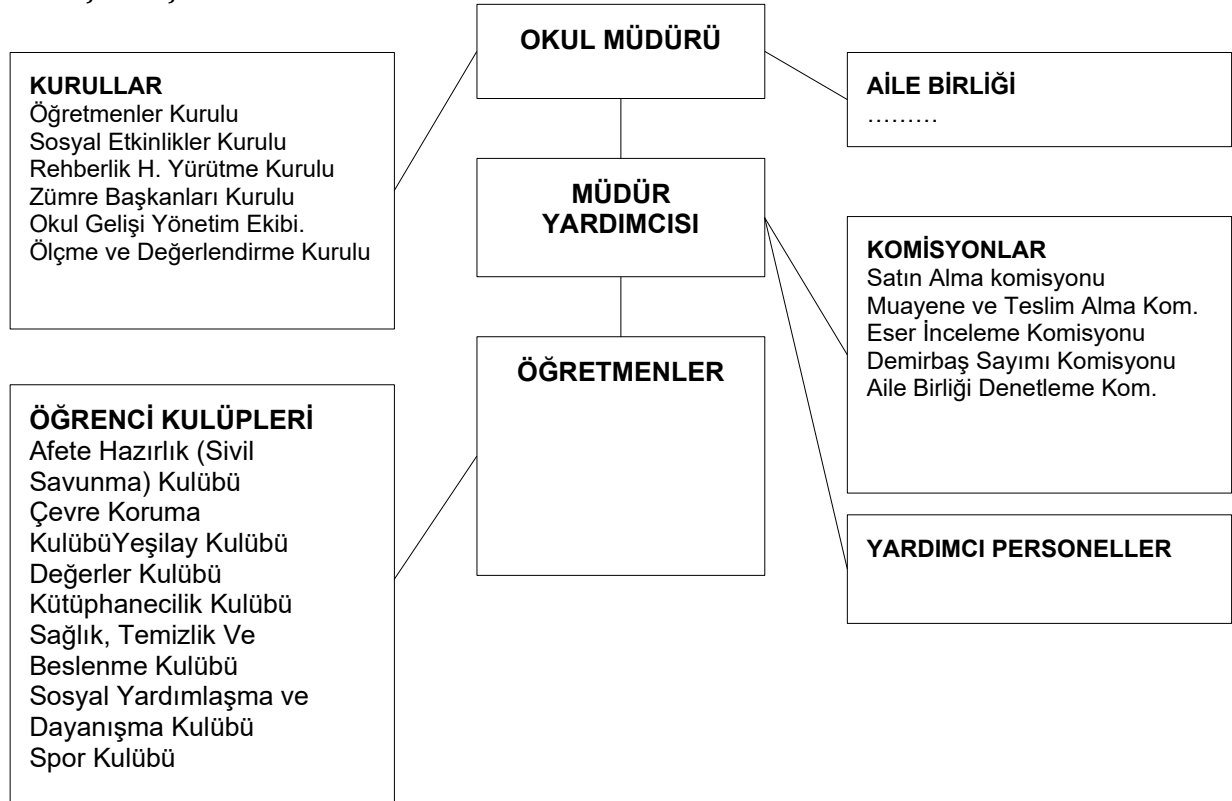 OKUL MÜDÜRÜ
KURULLAR
Öğretmenler Kurulu
Sosyal Etkinlikler Kurulu
Rehberlik H. Yürütme Kurulu
Zümre Başkanları Kurulu
Okul Gelişi Yönetim Ekibi.
Ölçme ve Değerlendirme Kurulu
AİLE BİRLİĞİ
………
MÜDÜR
YARDIMCISI
KOMİSYONLAR
Satın Alma komisyonu
Muayene ve Teslim Alma Kom.
Eser İnceleme Komisyonu
Demirbaş Sayımı Komisyonu
Aile Birliği Denetleme Kom.
ÖĞRETMENLER
ÖĞRENCİ KULÜPLERİ
Afete Hazırlık (Sivil
Savunma) Kulübü
Çevre Koruma
KulübüYeşilay Kulübü
Değerler Kulübü
Kütüphanecilik Kulübü
Sağlık, Temizlik Ve
Beslenme Kulübü
Sosyal Yardımlaşma ve
Dayanışma Kulübü
Spor Kulübü
YARDIMCI PERSONELLER